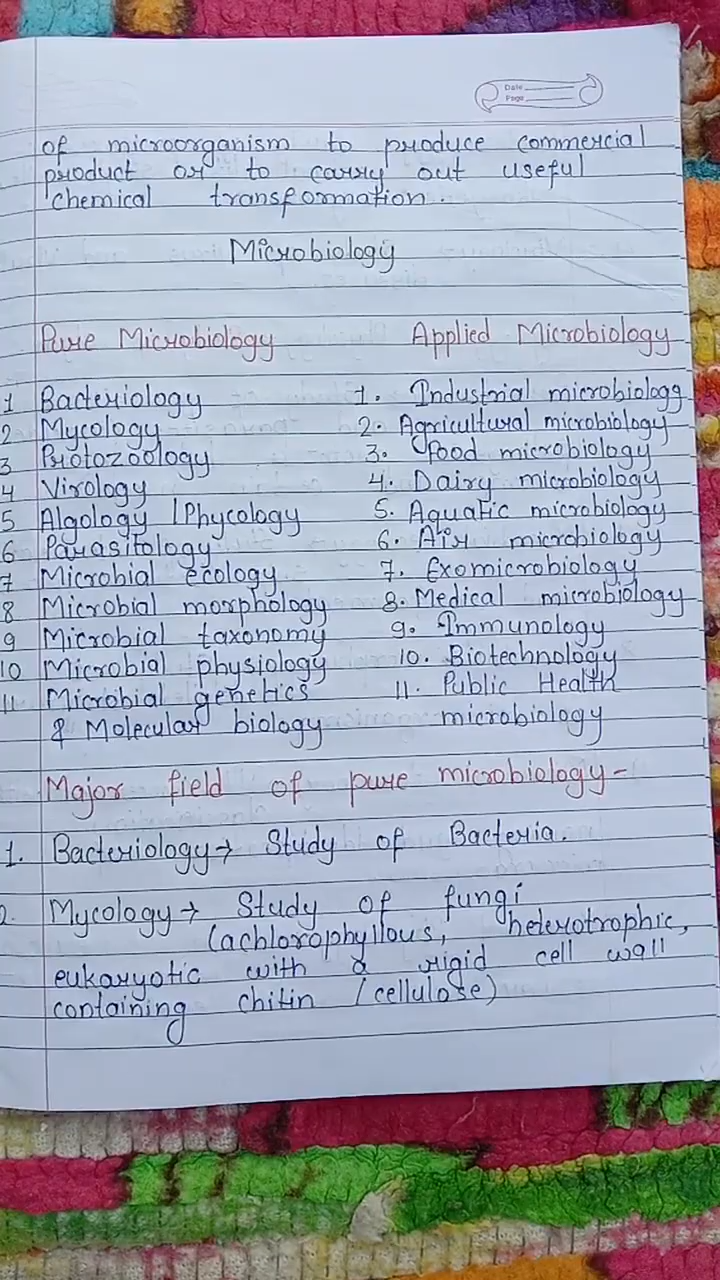 Date
Page
of microorganism to produce commercial
product or to carry out useful
chemical transformation.
Microbiology
Pure Microbiology Applied Microbiology
1 Bacteriology 1. Industrial microbiology
2 Mycology 2. Agricultural microbiology
3 Protozoology 3. Food microbiology
4 Virology 4. Dairy microbiology
5 Algology / Phycology 5. Aquatic microbiology
6 Parasitology 6. Air microbiology
7 Microbial ecology 7. Exomicrobiology
8 Microbial morphology 8. Medical microbiology
9 Microbial taxonomy 9. Immunology
10 Microbial physiology 10. Biotechnology
11 Microbial genetics 11. Public Health
& Molecular biology microbiology
Major field of pure microbiology-
1. Bacteriology → Study of Bacteria.
2. Mycology → Study of fungi
(achlorophyllous, heterotrophic,
eukaryotic with a rigid cell wall
containing chitin / cellulose)